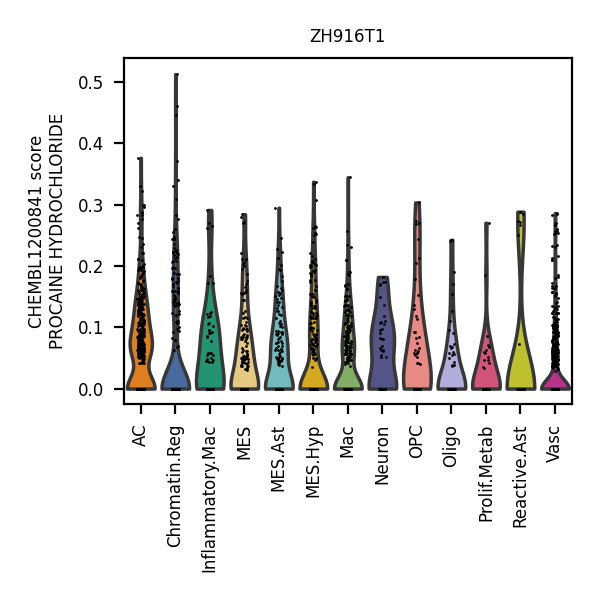 ZH916T1
CHEMBL1200841 score
PROCAINE HYDROCHLORIDE
0.5
0.4
0.3
0.2
0.1
0.0
AC
Chromatin.Reg
Inflammatory.Mac
MES
MES.Ast
MES.Hyp
Mac
Neuron
OPC
Oligo
Prolif.Metab
Reactive.Ast
Vasc